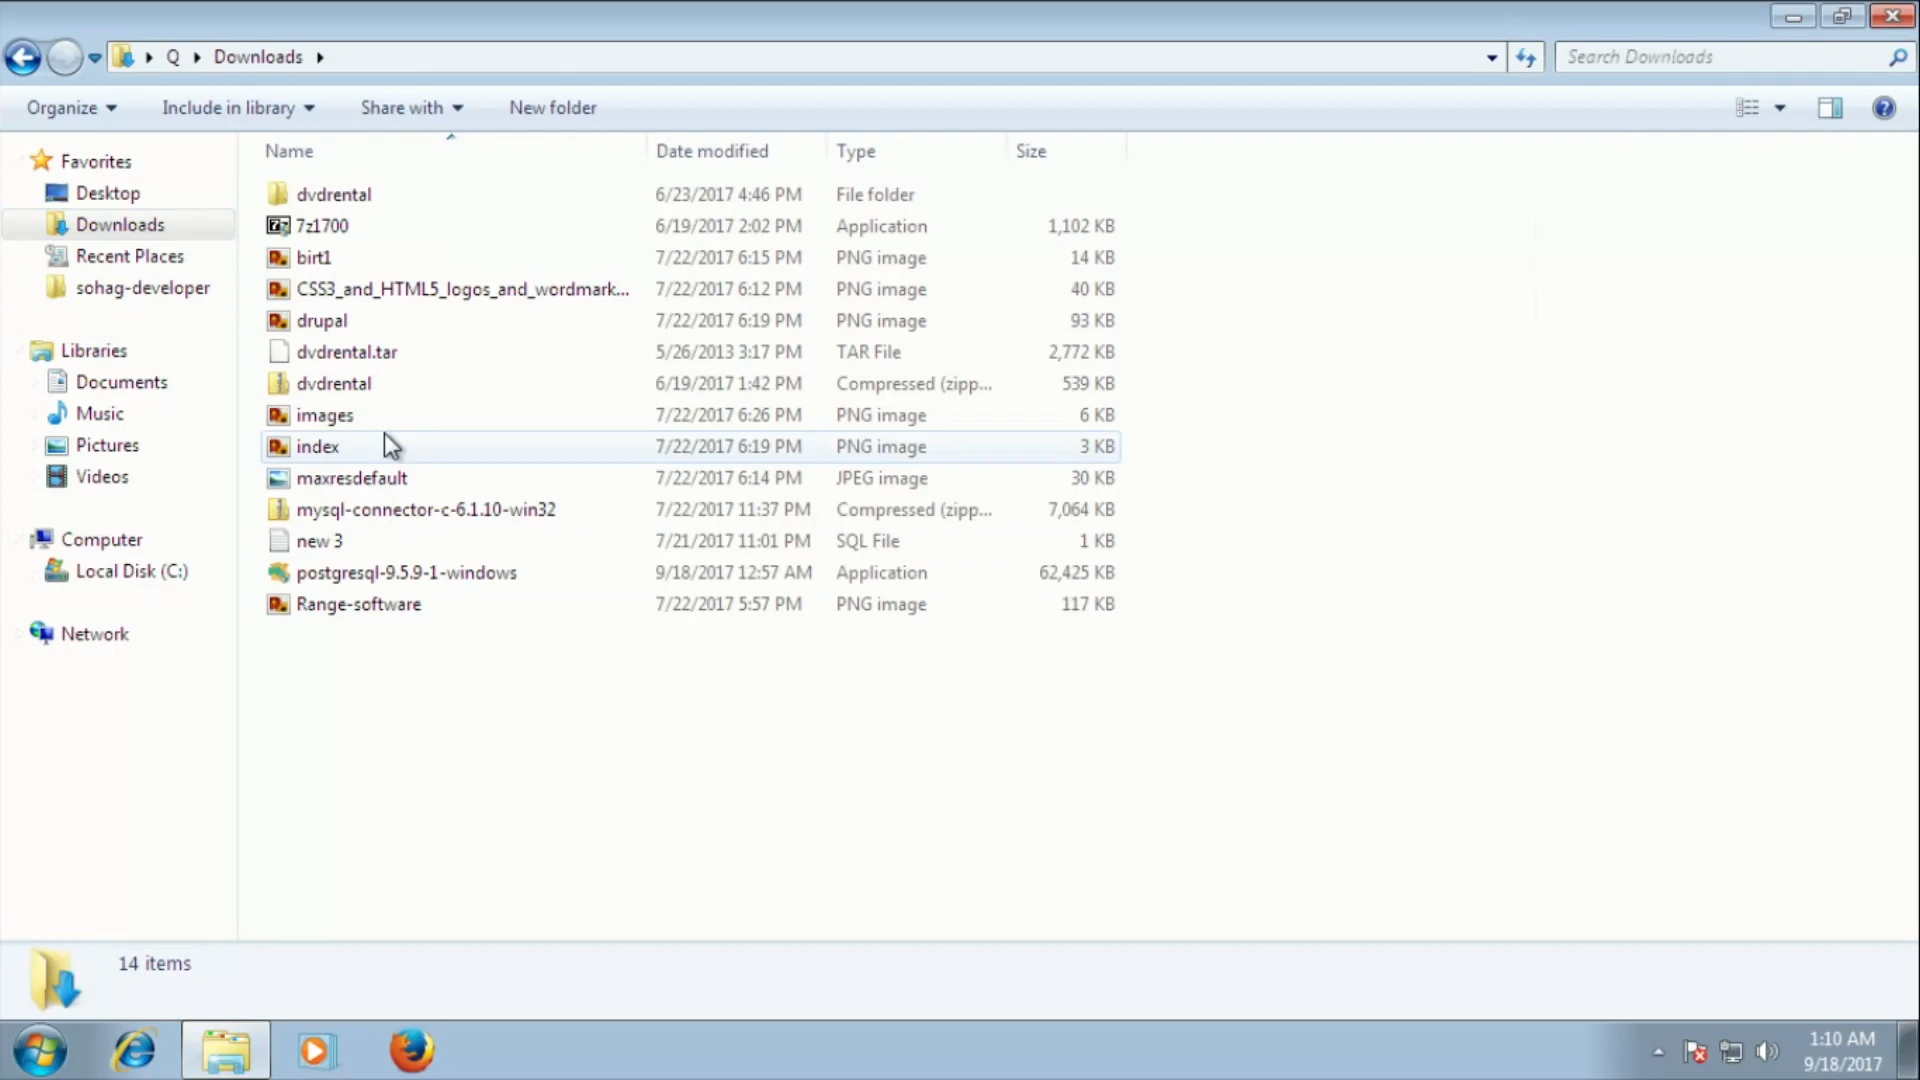 Q Downloads Search Downloads
Organize Include in library Share with New folder
Name Date modified Type Size
Favorites
Desktop
Downloads
Recent Places
sohag-developer
Libraries
Documents
Music
Pictures
Videos
Computer
Local Disk (C:)
Network
dvdrental 6/23/2017 4:46 PM File folder
7z1700 6/19/2017 2:02 PM Application 1,102 KB
birt1 7/22/2017 6:15 PM PNG image 14 KB
CSS3_and_HTML5_logos_and_wordmark... 7/22/2017 6:12 PM PNG image 40 KB
drupal 7/22/2017 6:19 PM PNG image 93 KB
dvdrental.tar 5/26/2013 3:17 PM TAR File 2,772 KB
dvdrental 6/19/2017 1:42 PM Compressed (zipp... 539 KB
images 7/22/2017 6:26 PM PNG image 6 KB
index 7/22/2017 6:19 PM PNG image 3 KB
maxresdefault 7/22/2017 6:14 PM JPEG image 30 KB
mysql-connector-c-6.1.10-win32 7/22/2017 11:37 PM Compressed (zipp... 7,064 KB
new 3 7/21/2017 11:01 PM SQL File 1 KB
postgresql-9.5.9-1-windows 9/18/2017 12:57 AM Application 62,425 KB
Range-software 7/22/2017 5:57 PM PNG image 117 KB
14 items
1:10 AM
9/18/2017